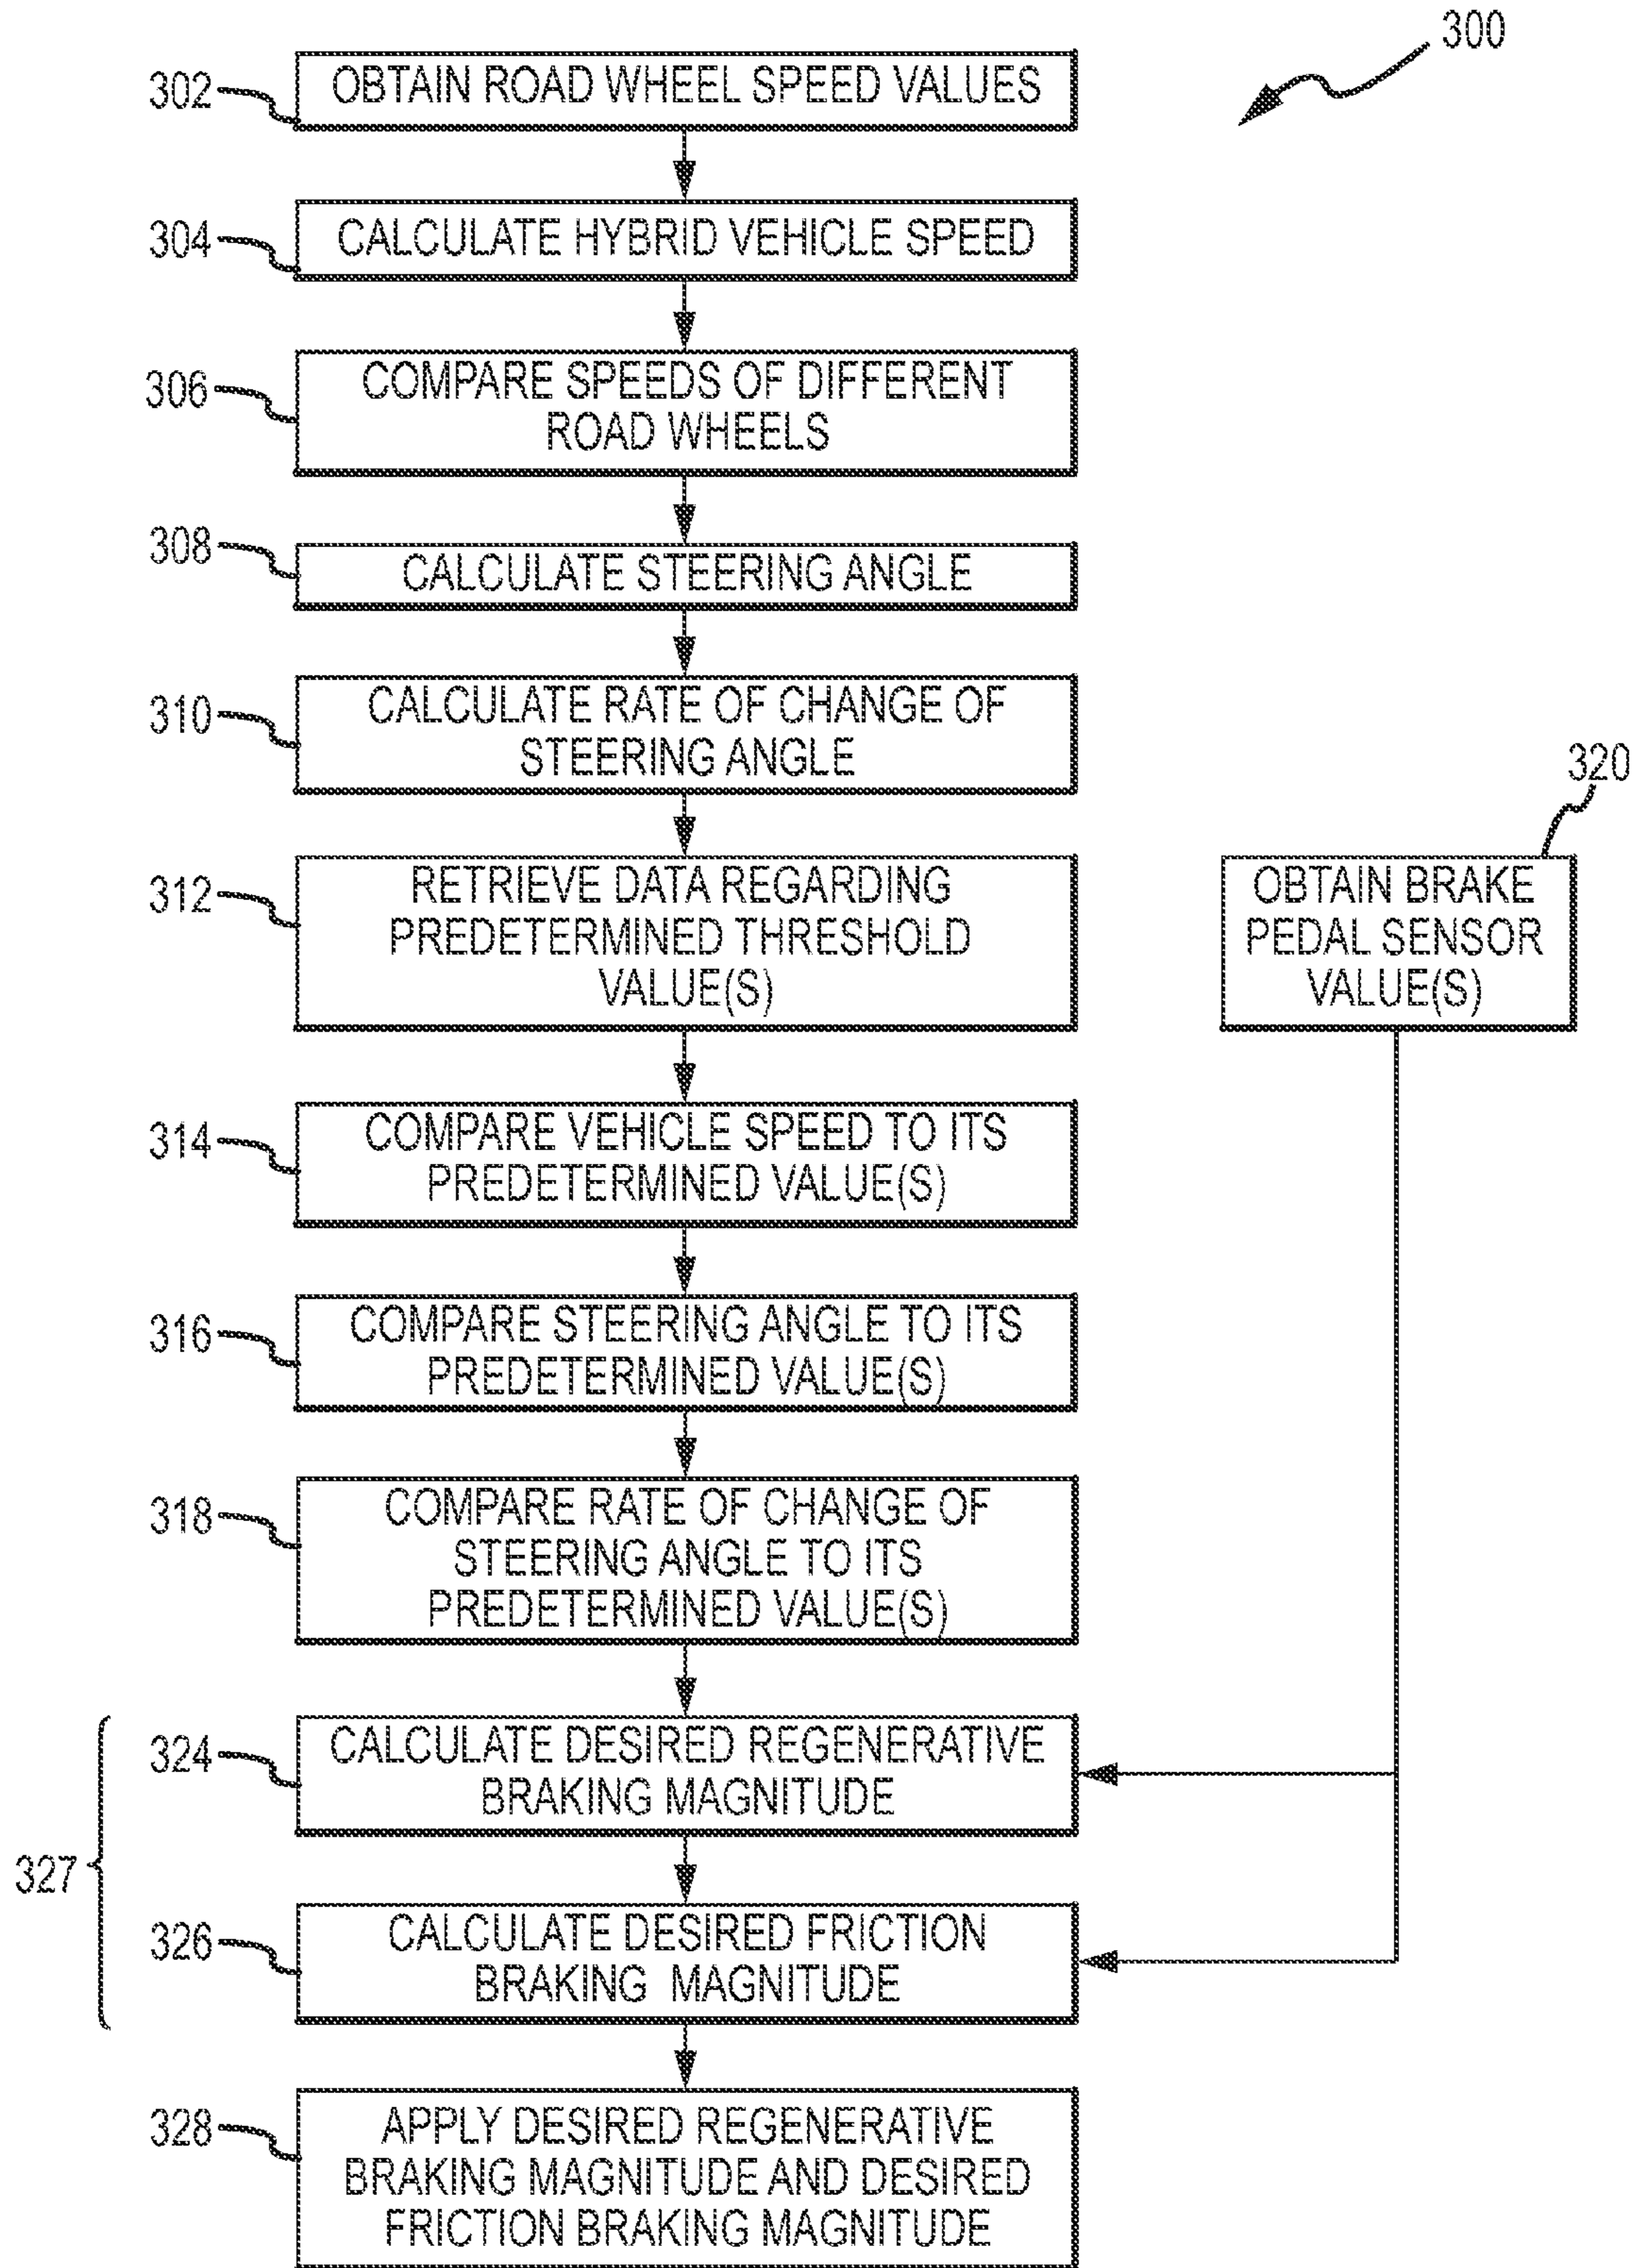 300
302
OBTAIN ROAD WHEEL SPEED VALUES
304
CALCULATE HYBRID VEHICLE SPEED
306
COMPARE SPEEDS OF DIFFERENT
ROAD WHEELS
308
CALCULATE STEERING ANGLE
310
CALCULATE RATE OF CHANGE OF
STEERING ANGLE
312
RETRIEVE DATA REGARDING
PREDETERMINED THRESHOLD
VALUE(S)
320
OBTAIN BRAKE
PEDAL SENSOR
VALUE(S)
314
COMPARE VEHICLE SPEED TO ITS
PREDETERMINED VALUE(S)
316
COMPARE STEERING ANGLE TO ITS
PREDETERMINED VALUE(S)
318
COMPARE RATE OF CHANGE OF
STEERING ANGLE TO ITS
PREDETERMINED VALUE(S)
327
324
CALCULATE DESIRED REGENERATIVE
BRAKING MAGNITUDE
326
CALCULATE DESIRED FRICTION
BRAKING MAGNITUDE
328
APPLY DESIRED REGENERATIVE
BRAKING MAGNITUDE AND DESIRED
FRICTION BRAKING MAGNITUDE